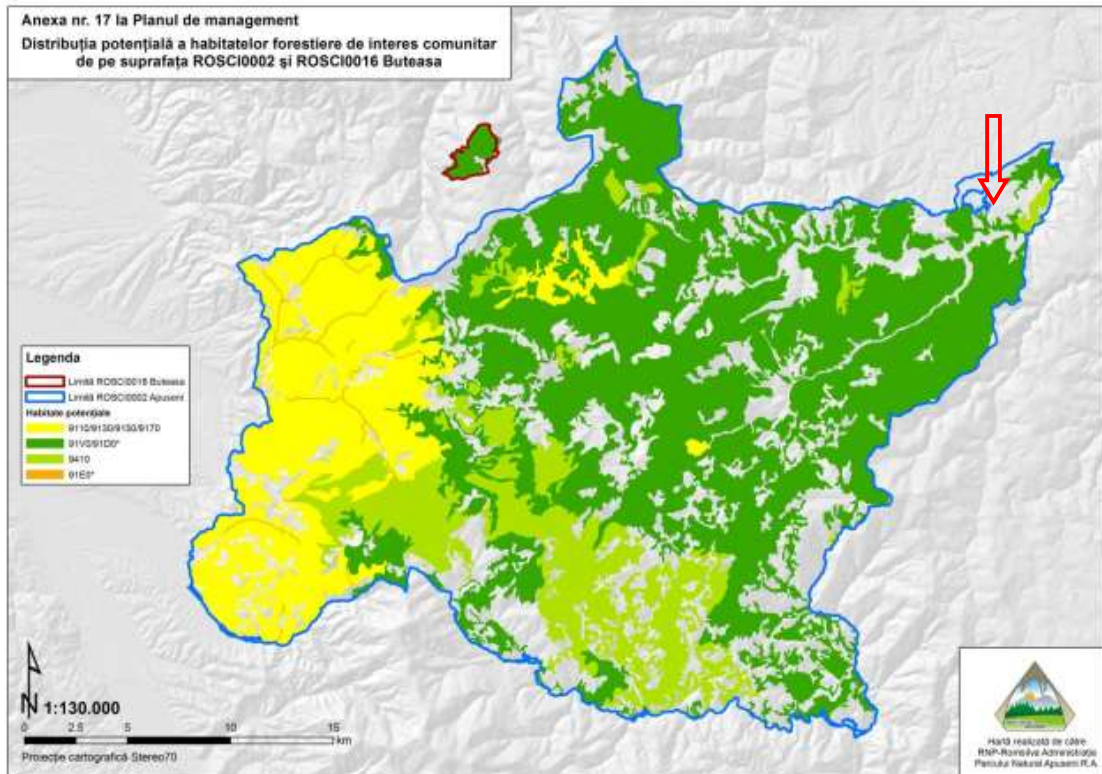 Anexa nr. 17 la Planul de management
Distribuția potențială a habitatelor forestiere de interes comunitar
de pe suprafața ROSCI0002 și ROSCI0016 Buteasa
Legenda
Limită ROSCI0016 Buteasa
Limită ROSCI0002 Apuseni
Habitate potențiale
9110/9130/9150/9170
91V0/91D0*
9410
91E0*
N 1:130.000
0 2.5 5 10 15
km
Proiecție cartografică Stereo70
Hartă realizată de către
RNP-Romsilva Administrația
Parcului Natural Apuseni R.A.